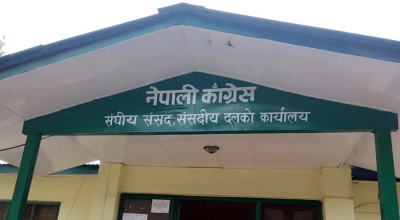 नेपाली काँग्रेस
संघीय संसद, संसदीय दलको कार्यालय